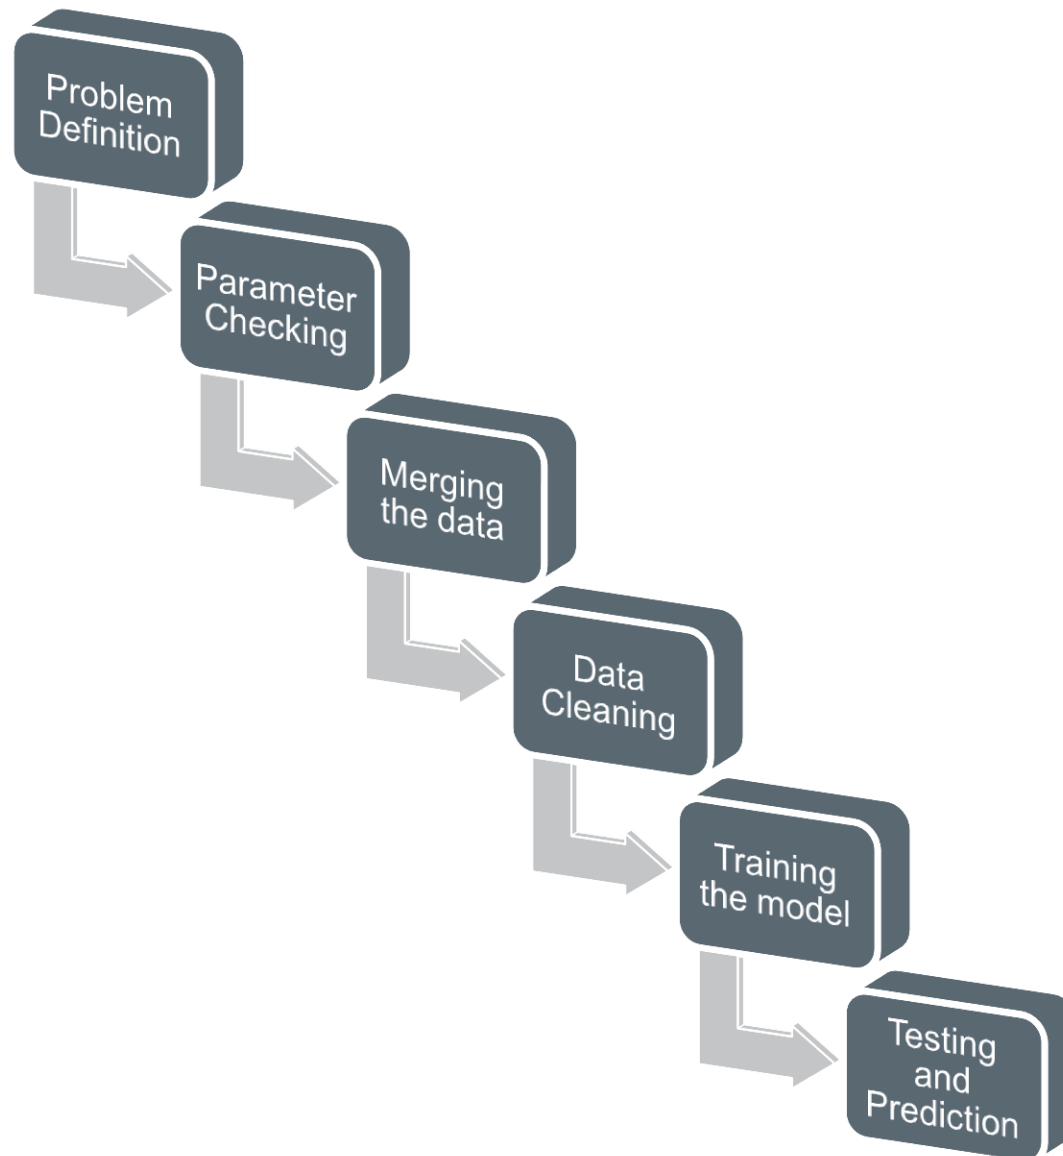 Problem
Definition
Parameter
Checking
Merging
the data
Data
Cleaning
Training
the model
Testing
and
Prediction